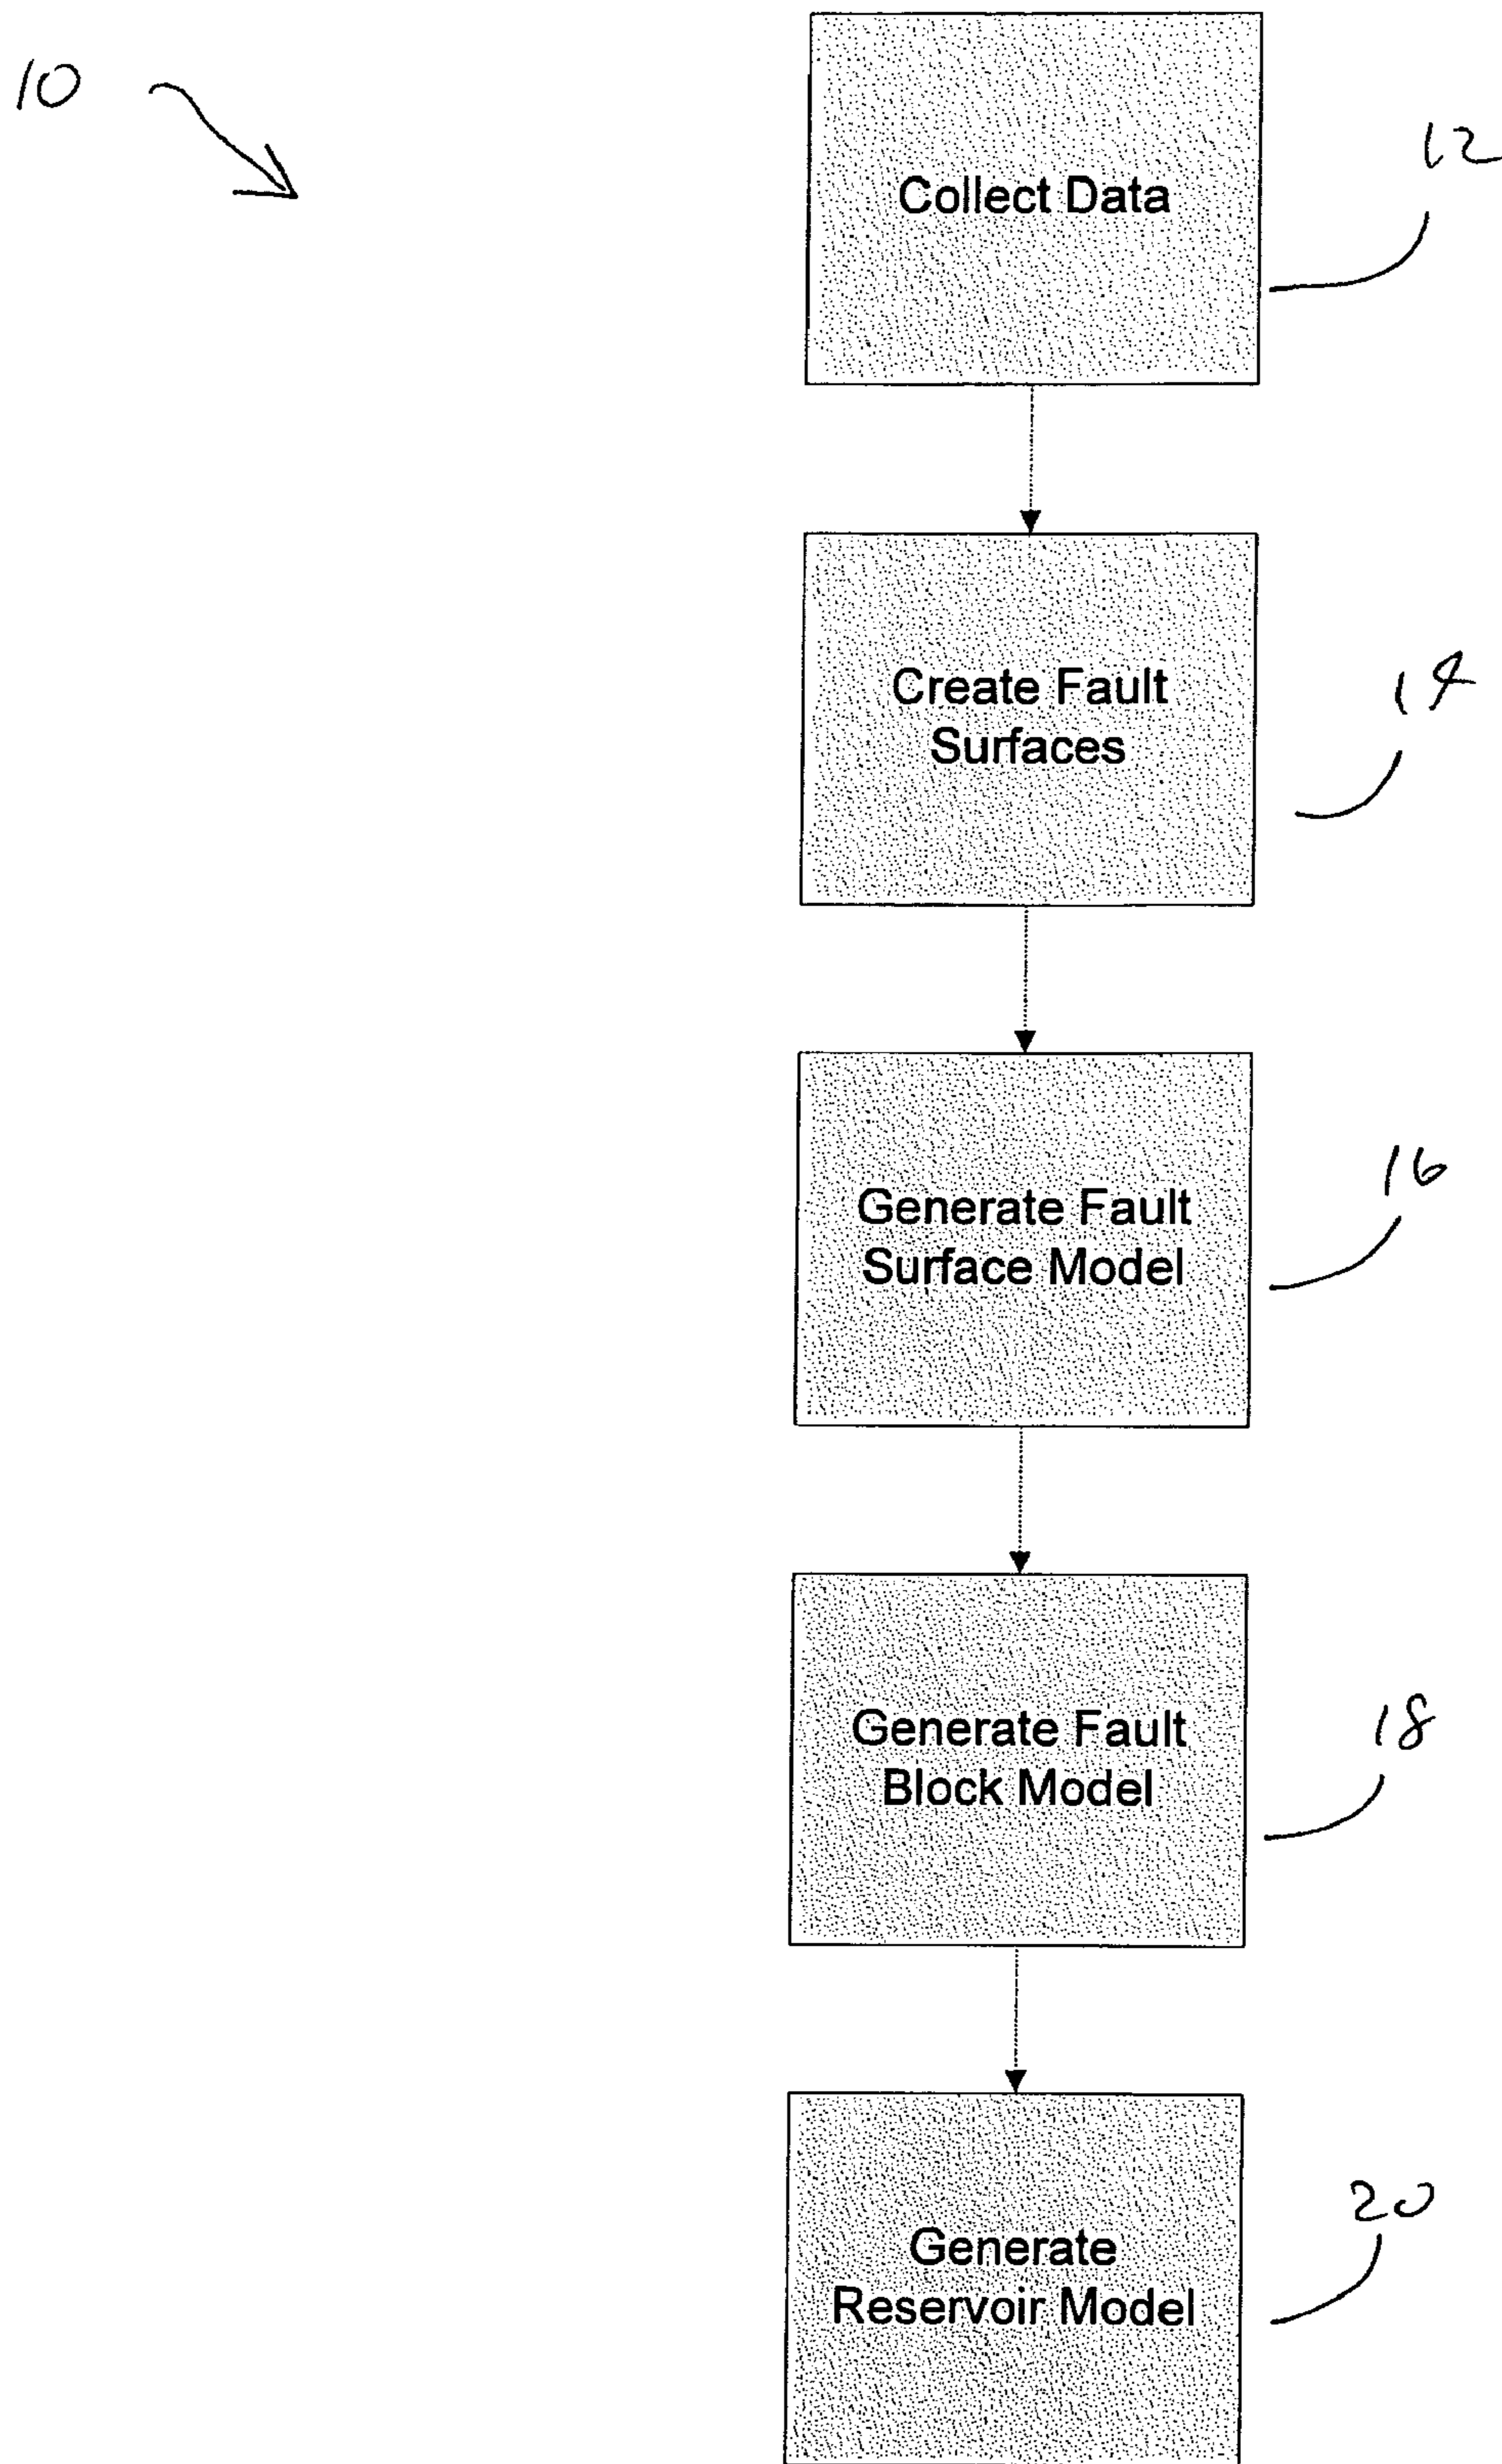 10
Collect Data
12
Create Fault
Surfaces
14
Generate Fault
Surface Model
16
Generate Fault
Block Model
18
Generate
Reservoir Model
20